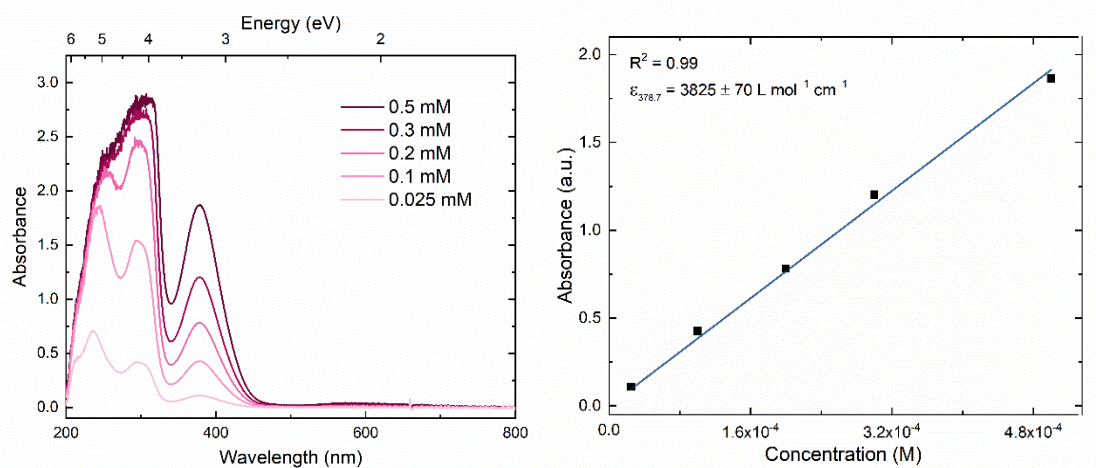 Energy (eV)
6 5 4 3 2
3.0
2.5
2.0
1.5
1.0
0.5
0.0
Absorbance
0.5 mM
0.3 mM
0.2 mM
0.1 mM
0.025 mM
200 400 600 800
Wavelength (nm)
2.0
1.5
1.0
0.5
0.0
Absorbance (a.u.)
R² = 0.99
ε₃₇₈.₇ = 3825 ± 70 L mol⁻¹ cm⁻¹
0.0 1.6x10⁻⁴ 3.2x10⁻⁴ 4.8x10⁻⁴
Concentration (M)